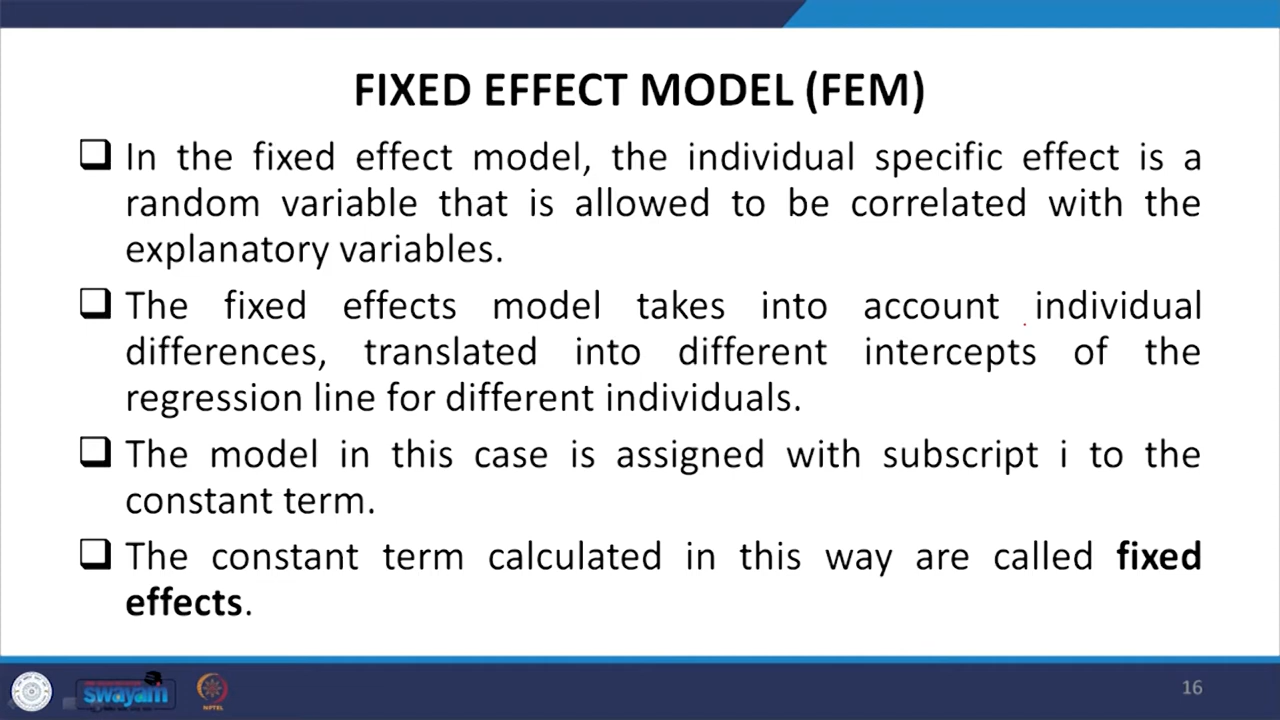 FIXED EFFECT MODEL (FEM)
❑ In the fixed effect model, the individual specific effect is a
random variable that is allowed to be correlated with the
explanatory variables.
❑ The fixed effects model takes into account individual
differences, translated into different intercepts of the
regression line for different individuals.
❑ The model in this case is assigned with subscript i to the
constant term.
❑ The constant term calculated in this way are called fixed
effects.
swayam
NPTEL
16